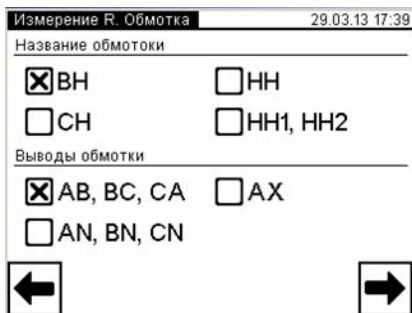 Измерение R. Обмотка 29.03.13 17:39
Название обмотоки
ВН НН
СН НН1, НН2
Выводы обмотки
AB, BC, CA AX
AN, BN, CN